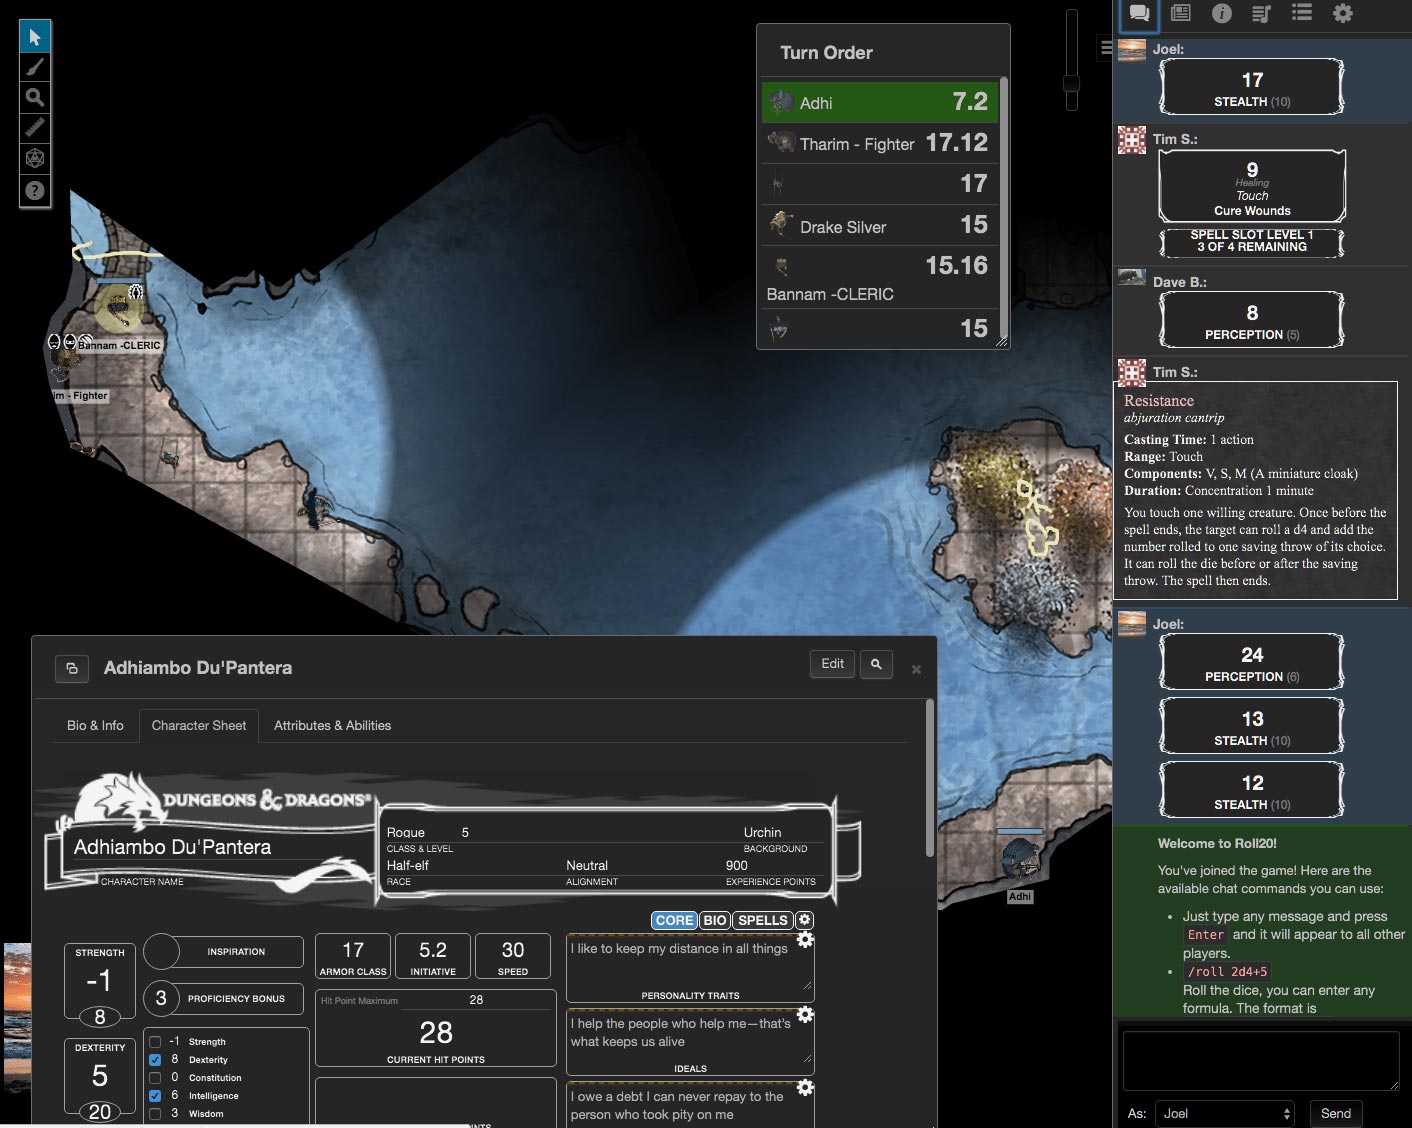 Turn Order
Adhi 7.2
Tharim - Fighter 17.12
17
Drake Silver 15
15.16
Bannam -CLERIC
15
Bannam -CLERIC
im - Fighter
Adhi
Adhiambo Du'Pantera
Edit
Bio & Info
Character Sheet
Attributes & Abilities
DUNGEONS & DRAGONS®
Adhiambo Du'Pantera
CHARACTER NAME
Rogue 5
CLASS & LEVEL
Urchin
BACKGROUND
Half-elf
RACE
Neutral
ALIGNMENT
900
EXPERIENCE POINTS
CORE
BIO
SPELLS
STRENGTH
-1
8
DEXTERITY
5
20
INSPIRATION
3 PROFICIENCY BONUS
-1 Strength
8 Dexterity
0 Constitution
6 Intelligence
3 Wisdom
17
ARMOR CLASS
5.2
INITIATIVE
30
SPEED
Hit Point Maximum 28
28
CURRENT HIT POINTS
I like to keep my distance in all things
PERSONALITY TRAITS
I help the people who help me—that's
what keeps us alive
IDEALS
I owe a debt I can never repay to the
person who took pity on me
Joel:
17
STEALTH (10)
Tim S.:
9
Healing
Touch
Cure Wounds
SPELL SLOT LEVEL 1
3 OF 4 REMAINING
Dave B.:
8
PERCEPTION (5)
Tim S.:
Resistance
abjuration cantrip
Casting Time: 1 action
Range: Touch
Components: V, S, M (A miniature cloak)
Duration: Concentration 1 minute
You touch one willing creature. Once before the
spell ends, the target can roll a d4 and add the
number rolled to one saving throw of its choice.
It can roll the die before or after the saving
throw. The spell then ends.
Joel:
24
PERCEPTION (6)
13
STEALTH (10)
12
STEALTH (10)
Welcome to Roll20!
You've joined the game! Here are the
available chat commands you can use:
• Just type any message and press
Enter and it will appear to all other
players.
• /roll 2d4+5
Roll the dice, you can enter any
formula. The format is
As: Joel
Send